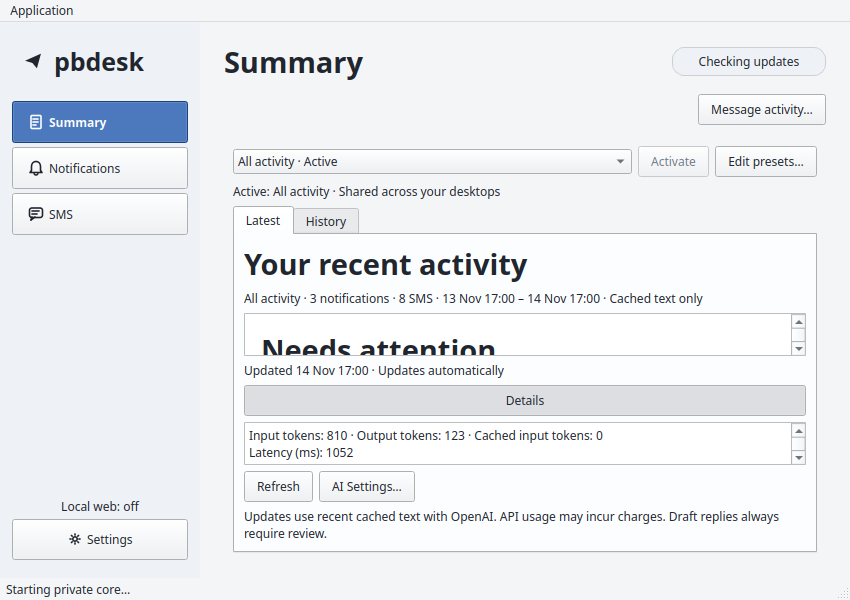 Application
pbdesk
Summary
Notifications
SMS
Local web: off
Settings
Starting private core...
Summary
Checking updates
Message activity...
All activity · Active
Activate
Edit presets...
Active: All activity · Shared across your desktops
Latest
History
Your recent activity
All activity · 3 notifications · 8 SMS · 13 Nov 17:00 – 14 Nov 17:00 · Cached text only
Needs attention
Updated 14 Nov 17:00 · Updates automatically
Details
Input tokens: 810 · Output tokens: 123 · Cached input tokens: 0
Latency (ms): 1052
Refresh
AI Settings...
Updates use recent cached text with OpenAI. API usage may incur charges. Draft replies always
require review.